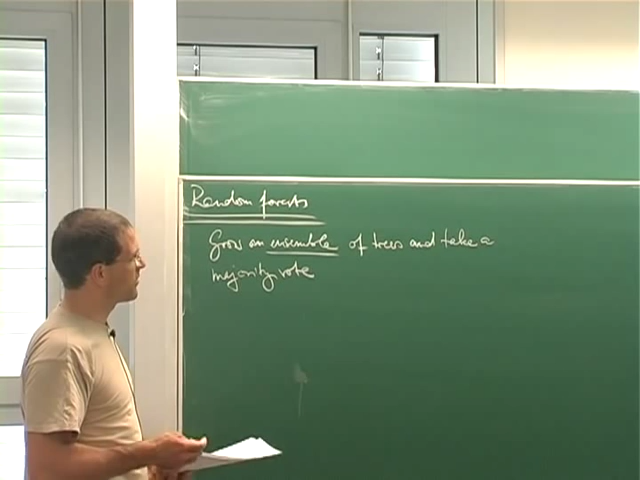 Random forests
Grow an ensemble of trees and take a
majority vote